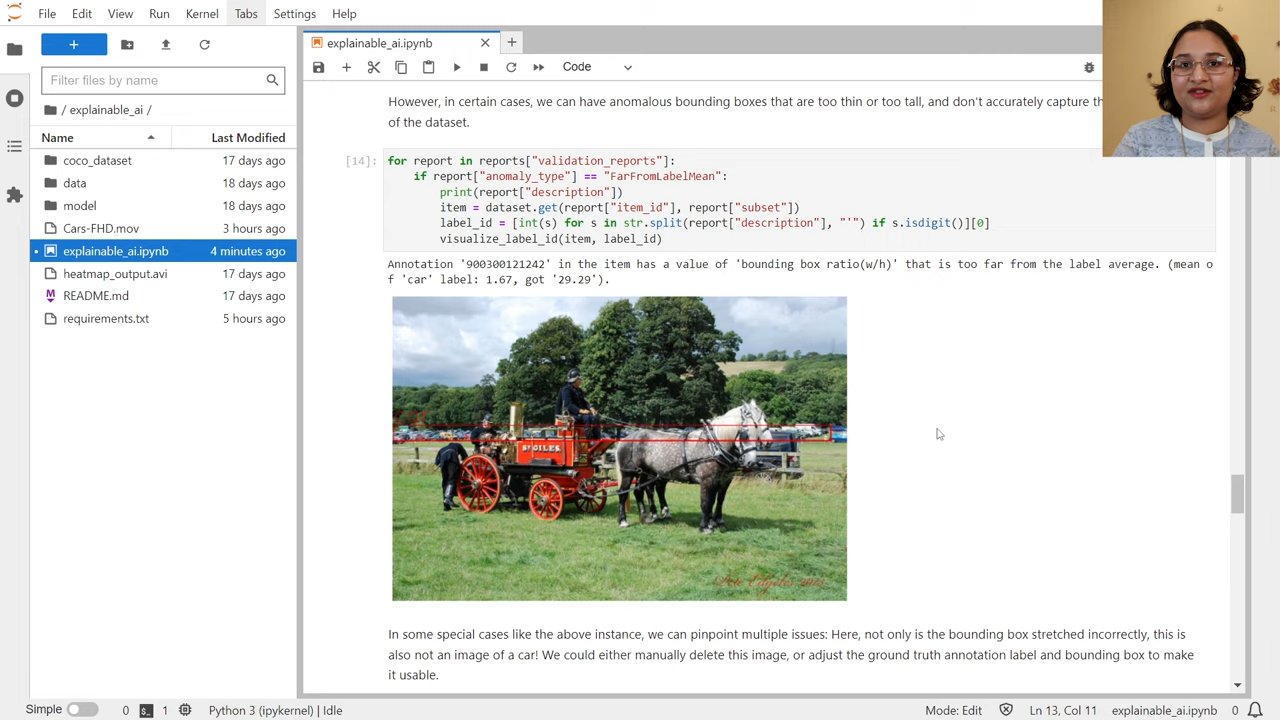 File Edit View Run Kernel Tabs Settings Help
Filter files by name
/ explainable_ai /
Name Last Modified
coco_dataset 17 days ago
data 18 days ago
model 18 days ago
Cars-FHD.mov 3 hours ago
explainable_ai.ipynb 4 minutes ago
heatmap_output.avi 17 days ago
README.md 17 days ago
requirements.txt 5 hours ago
explainable_ai.ipynb
Code
However, in certain cases, we can have anomalous bounding boxes that are too thin or too tall, and don't accurately capture th
of the dataset.
[14]: for report in reports["validation_reports"]:
if report["anomaly_type"] == "FarFromLabelMean":
print(report["description"])
item = dataset.get(report["item_id"], report["subset"])
label_id = [int(s) for s in str.split(report["description"], "'") if s.isdigit()][0]
visualize_label_id(item, label_id)
Annotation '900300121242' in the item has a value of 'bounding box ratio(w/h)' that is too far from the label average. (mean o
f 'car' label: 1.67, got '29.29').
ST GILES
In some special cases like the above instance, we can pinpoint multiple issues: Here, not only is the bounding box stretched incorrectly, this is
also not an image of a car! We could either manually delete this image, or adjust the ground truth annotation label and bounding box to make
it usable.
Simple 0 1 Python 3 (ipykernel) | Idle Mode: Edit Ln 13, Col 11 explainable_ai.ipynb 0